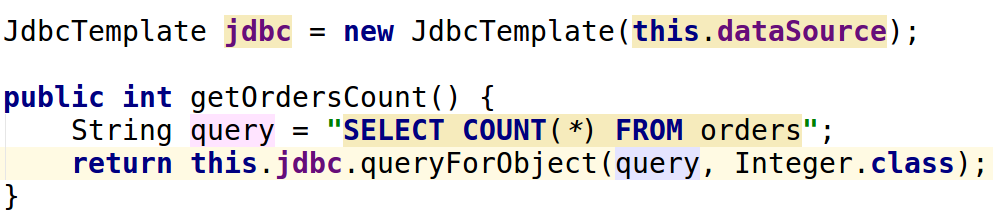 JdbcTemplate jdbc = new JdbcTemplate(this.dataSource);
public int getOrdersCount() {
    String query = "SELECT COUNT(*) FROM orders";
    return this.jdbc.queryForObject(query, Integer.class);
}